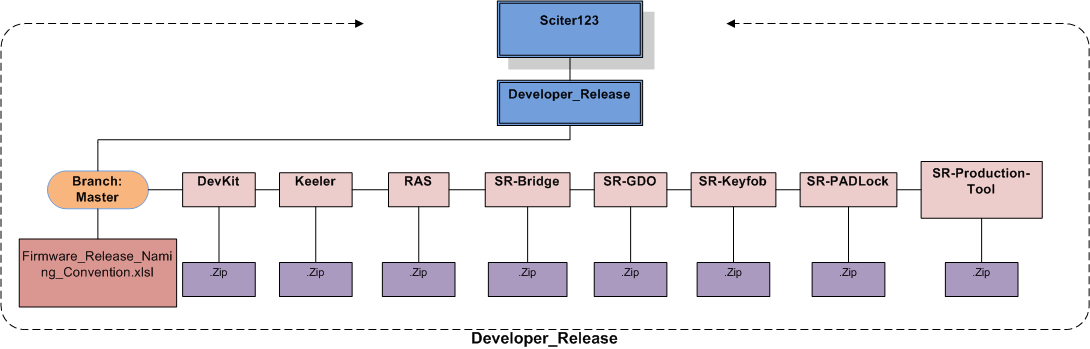 Sciter123
Developer_Release
Branch:
Master
DevKit
Keeler
RAS
SR-Bridge
SR-GDO
SR-Keyfob
SR-PADLock
SR-Production-
Tool
Firmware_Release_Nami
ng_Convention.xlsl
.Zip
.Zip
.Zip
.Zip
.Zip
.Zip
.Zip
.Zip
Developer_Release